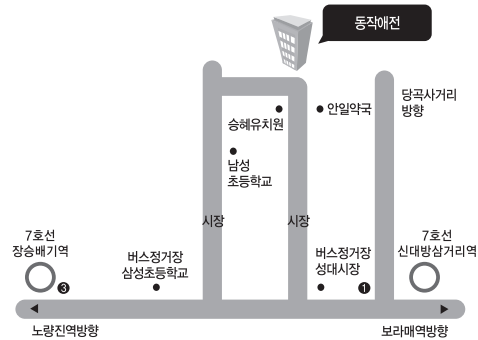 동작애전
당곡사거리
방향
안일약국
승혜유치원
남성
초등학교
시장
시장
7호선
장승배기역
3
버스정거장
삼성초등학교
버스정거장
성대시장
1
7호선
신대방삼거리역
노량진역방향
보라매역방향